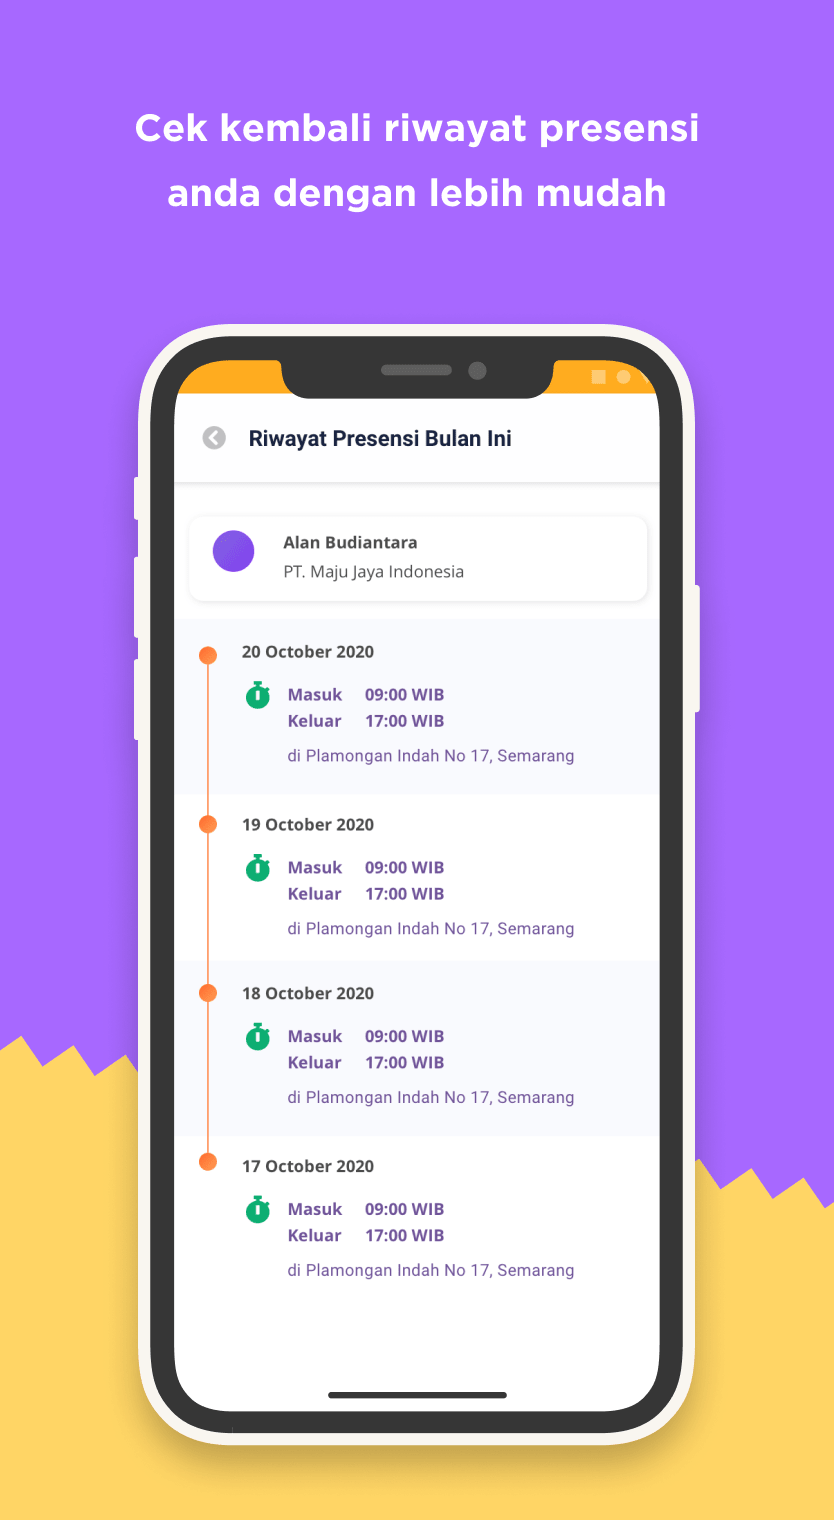 Cek kembali riwayat presensi
anda dengan lebih mudah
Riwayat Presensi Bulan Ini
Alan Budiantara
PT. Maju Jaya Indonesia
20 October 2020
Masuk 09:00 WIB
Keluar 17:00 WIB
di Plamongan Indah No 17, Semarang
19 October 2020
Masuk 09:00 WIB
Keluar 17:00 WIB
di Plamongan Indah No 17, Semarang
18 October 2020
Masuk 09:00 WIB
Keluar 17:00 WIB
di Plamongan Indah No 17, Semarang
17 October 2020
Masuk 09:00 WIB
Keluar 17:00 WIB
di Plamongan Indah No 17, Semarang